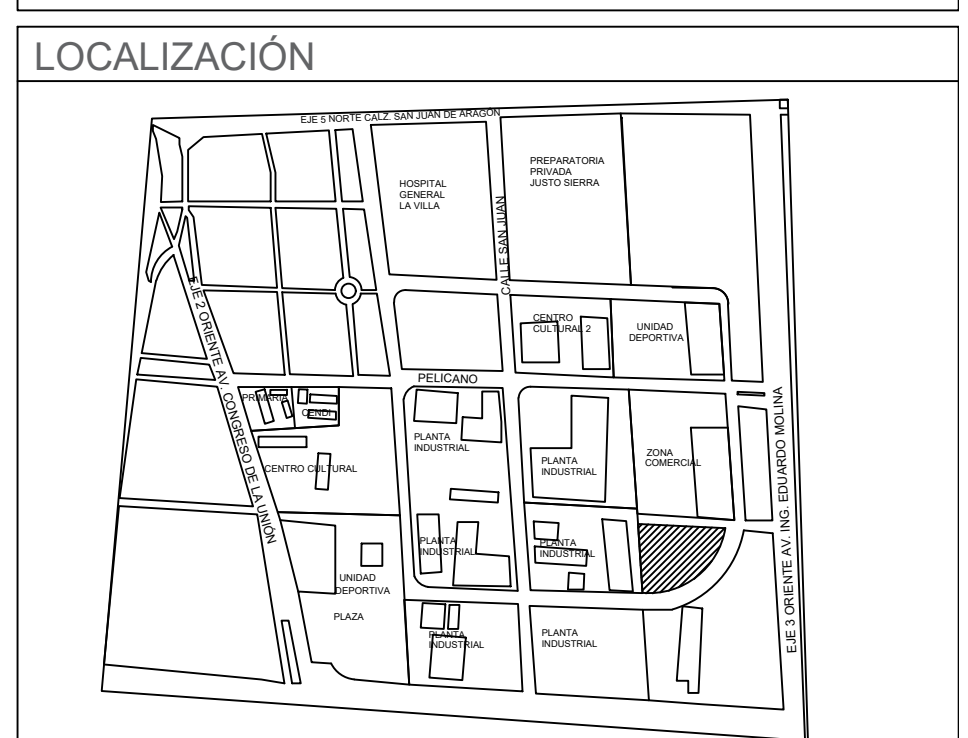 LOCALIZACIÓN
EJE 5 NORTE CALZ. SAN JUAN DE ARAGON
HOSPITAL
GENERAL
LA VILLA
CALLE SAN JUAN
PREPARATORIA
PRIVADA
JUSTO SIERRA
EJE 2 ORIENTE AV. CONGRESO DE LA UNIÓN
CENTRO
CULTURAL 2
UNIDAD
DEPORTIVA
PELICANO
PRIMARIA
CENDI
CENTRO CULTURAL
PLANTA
INDUSTRIAL
PLANTA
INDUSTRIAL
ZONA
COMERCIAL
EJE 3 ORIENTE AV. ING. EDUARDO MOLINA
PLANTA
INDUSTRIAL
PLANTA
INDUSTRIAL
UNIDAD
DEPORTIVA
PLAZA
PLANTA
INDUSTRIAL
PLANTA
INDUSTRIAL